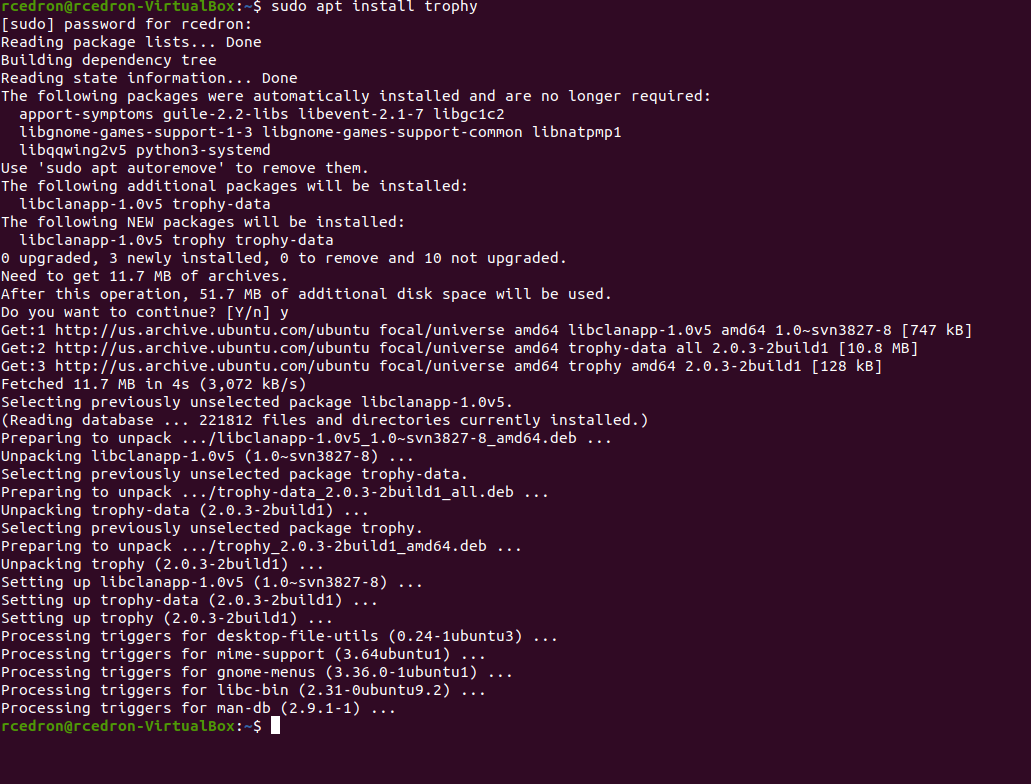 rcedron@rcedron-VirtualBox:~$ sudo apt install trophy
[sudo] password for rcedron:
Reading package lists... Done
Building dependency tree
Reading state information... Done
The following packages were automatically installed and are no longer required:
  apport-symptoms guile-2.2-libs libevent-2.1-7 libgc1c2
  libgnome-games-support-1-3 libgnome-games-support-common libnatpmp1
  libqqwing2v5 python3-systemd
Use 'sudo apt autoremove' to remove them.
The following additional packages will be installed:
  libclanapp-1.0v5 trophy-data
The following NEW packages will be installed:
  libclanapp-1.0v5 trophy trophy-data
0 upgraded, 3 newly installed, 0 to remove and 10 not upgraded.
Need to get 11.7 MB of archives.
After this operation, 51.7 MB of additional disk space will be used.
Do you want to continue? [Y/n] y
Get:1 http://us.archive.ubuntu.com/ubuntu focal/universe amd64 libclanapp-1.0v5 amd64 1.0~svn3827-8 [747 kB]
Get:2 http://us.archive.ubuntu.com/ubuntu focal/universe amd64 trophy-data all 2.0.3-2build1 [10.8 MB]
Get:3 http://us.archive.ubuntu.com/ubuntu focal/universe amd64 trophy amd64 2.0.3-2build1 [128 kB]
Fetched 11.7 MB in 4s (3,072 kB/s)
Selecting previously unselected package libclanapp-1.0v5.
(Reading database ... 221812 files and directories currently installed.)
Preparing to unpack .../libclanapp-1.0v5_1.0~svn3827-8_amd64.deb ...
Unpacking libclanapp-1.0v5 (1.0~svn3827-8) ...
Selecting previously unselected package trophy-data.
Preparing to unpack .../trophy-data_2.0.3-2build1_all.deb ...
Unpacking trophy-data (2.0.3-2build1) ...
Selecting previously unselected package trophy.
Preparing to unpack .../trophy_2.0.3-2build1_amd64.deb ...
Unpacking trophy (2.0.3-2build1) ...
Setting up libclanapp-1.0v5 (1.0~svn3827-8) ...
Setting up trophy-data (2.0.3-2build1) ...
Setting up trophy (2.0.3-2build1) ...
Processing triggers for desktop-file-utils (0.24-1ubuntu3) ...
Processing triggers for mime-support (3.64ubuntu1) ...
Processing triggers for gnome-menus (3.36.0-1ubuntu1) ...
Processing triggers for libc-bin (2.31-0ubuntu9.2) ...
Processing triggers for man-db (2.9.1-1) ...
rcedron@rcedron-VirtualBox:~$